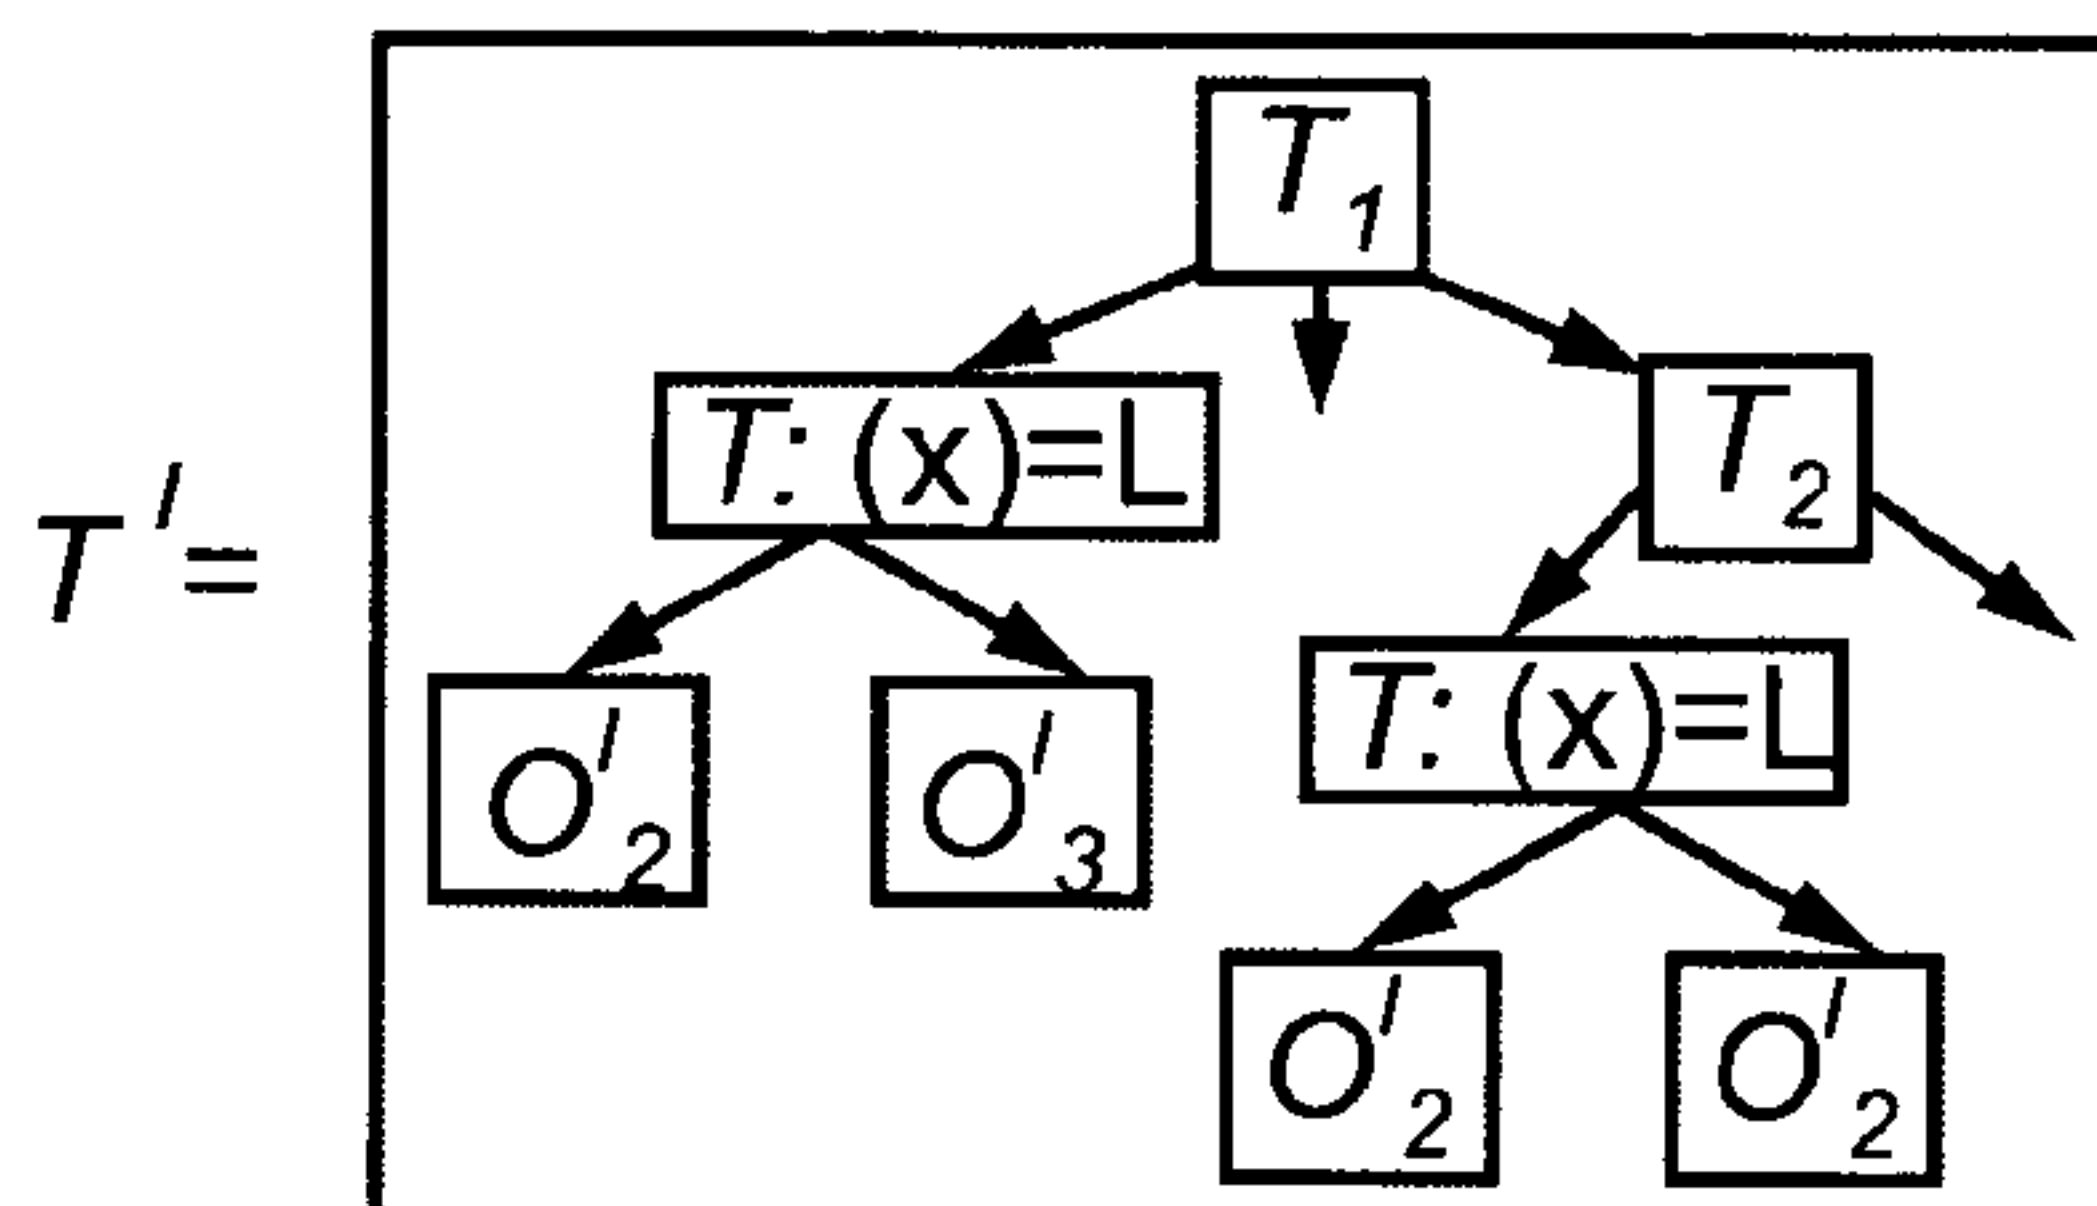 T₁
T: (x)=L
T₂
T′=
T: (x)=L
O′₂
O′₃
O′₂
O′₂